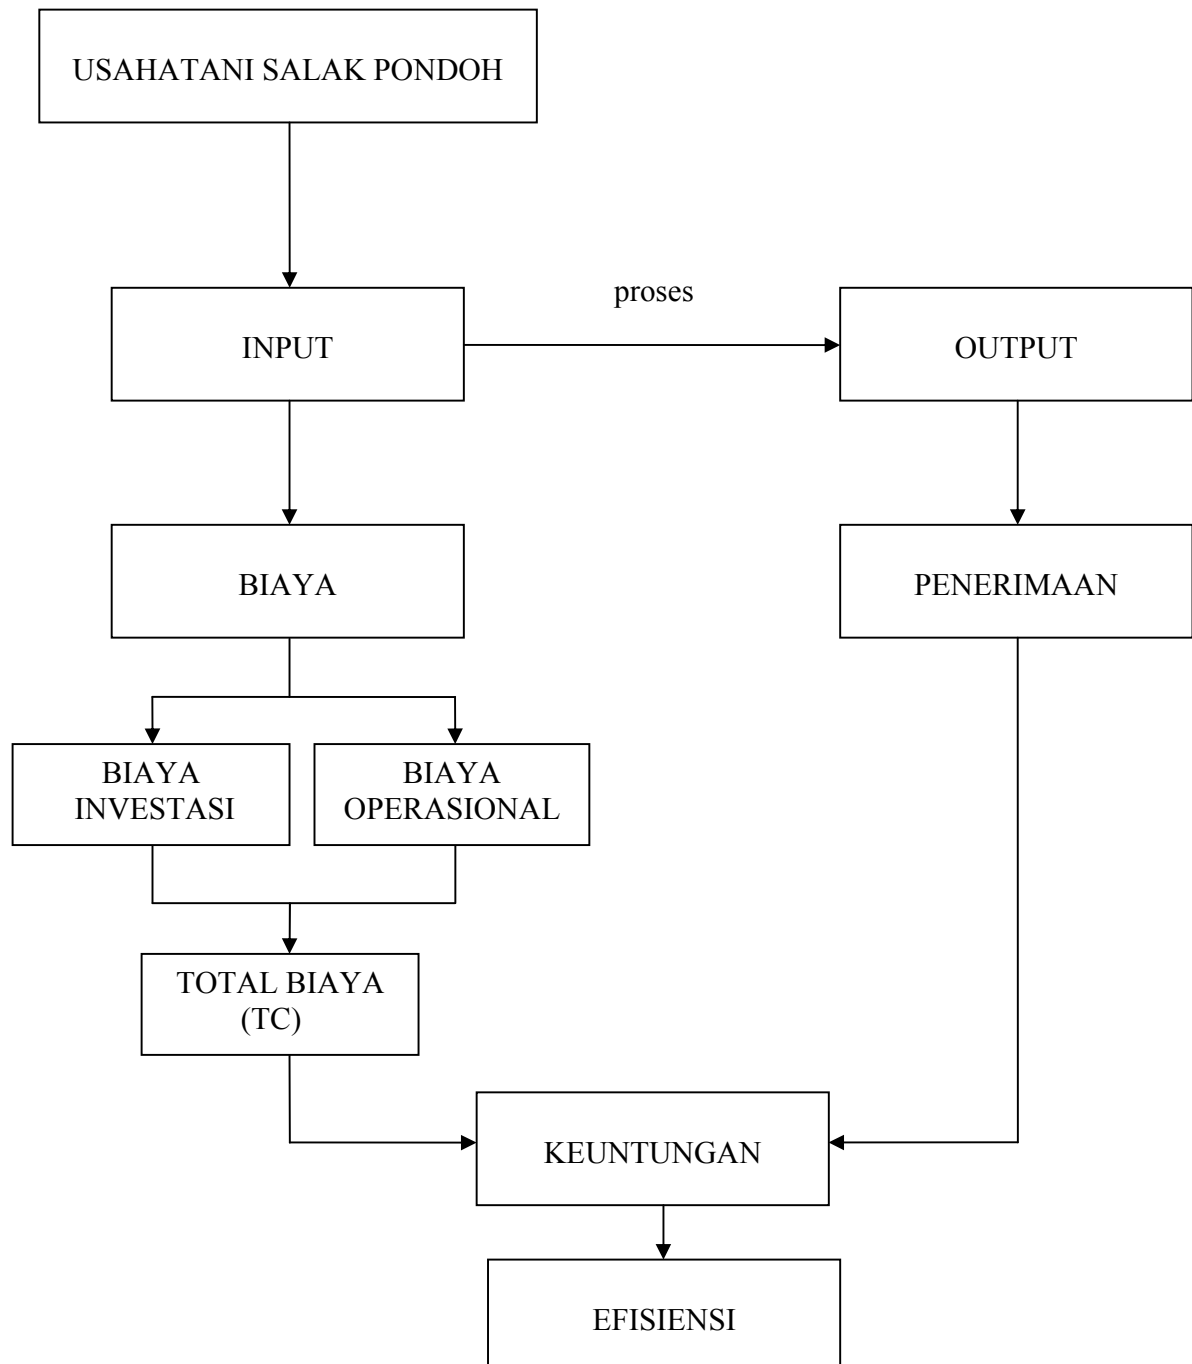 USAHATANI SALAK PONDOH
proses
INPUT
OUTPUT
BIAYA
PENERIMAAN
BIAYA
INVESTASI
BIAYA
OPERASIONAL
TOTAL BIAYA
(TC)
KEUNTUNGAN
EFISIENSI